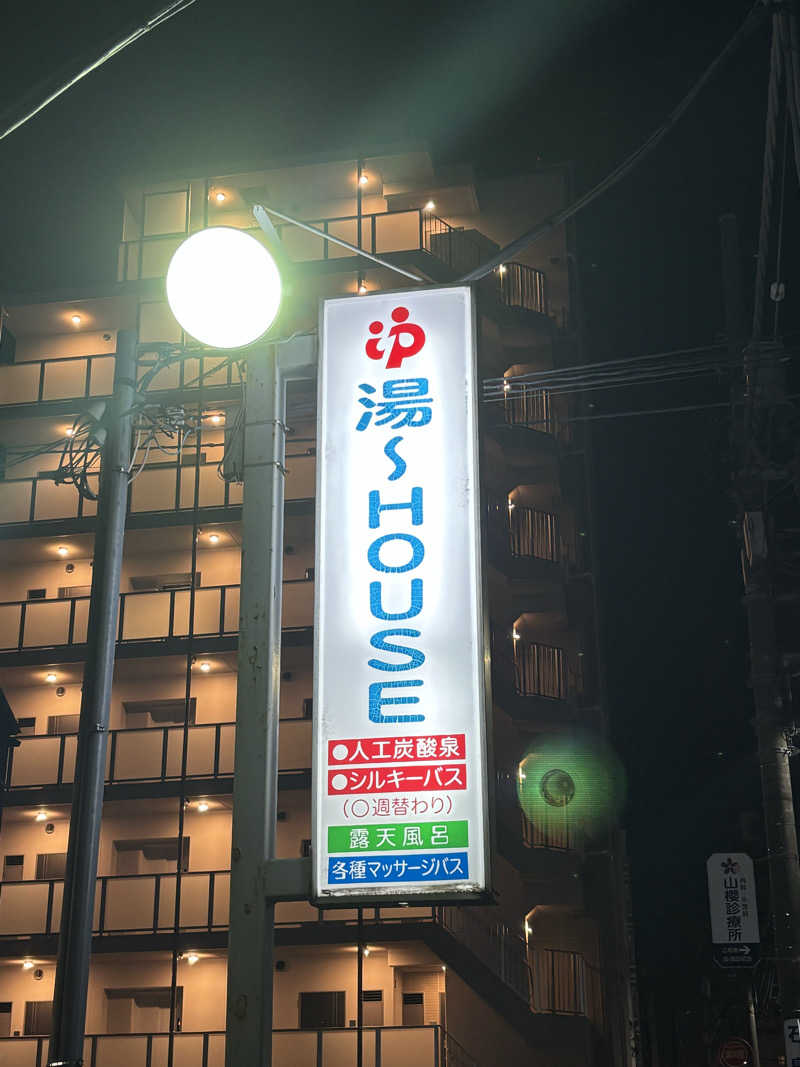 湯〜HOUSE
●人工炭酸泉
●シルキーバス
(○週替わり)
露天風呂
各種マッサージバス
山櫻診療所